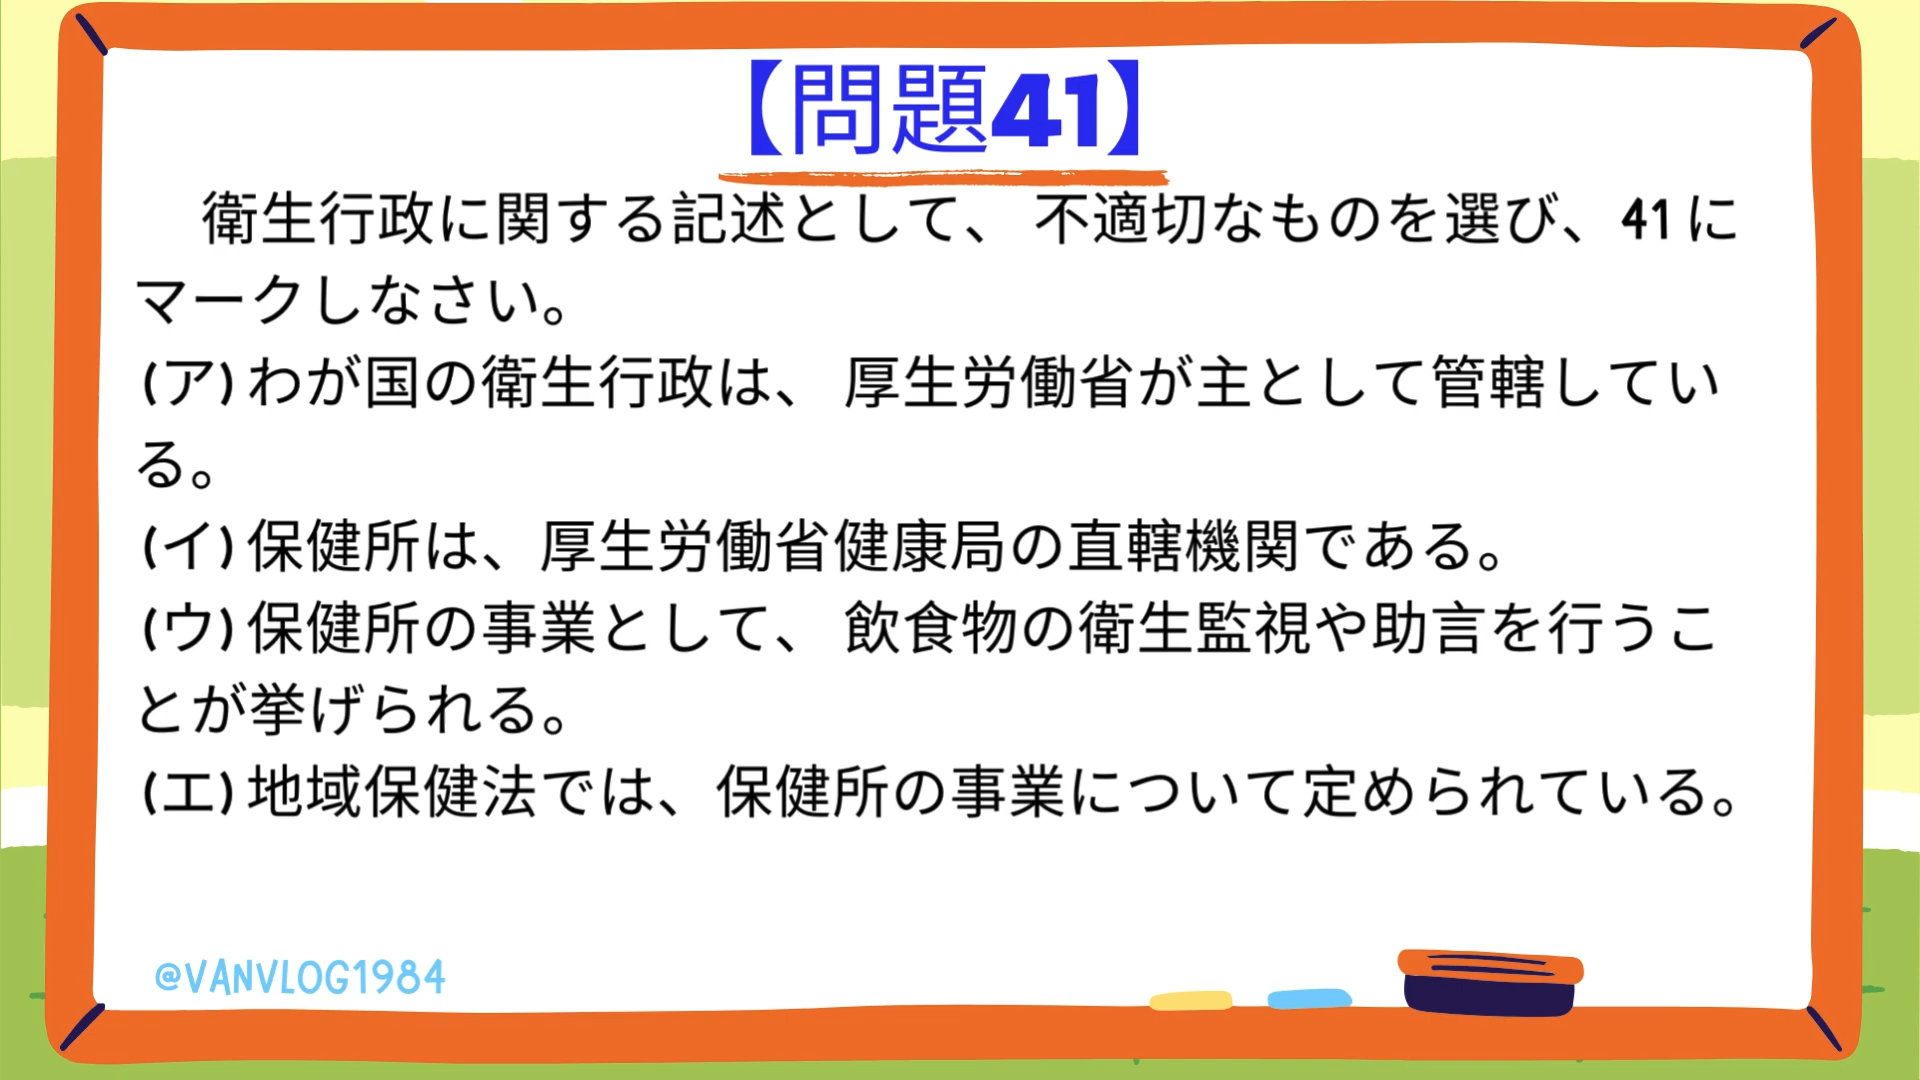 【問題41】
衛生行政に関する記述として、 不適切なものを選び、41に
マークしなさい。
(ア)わが国の衛生行政は、 厚生労働省が主として管轄してい
る。
(イ)保健所は、厚生労働省健康局の直轄機関である。
(ウ)保健所の事業として、 飲食物の衛生監視や助言を行うこ
とが挙げられる。
(エ)地域保健法では、保健所の事業について定められている。
@VANVLOG1984